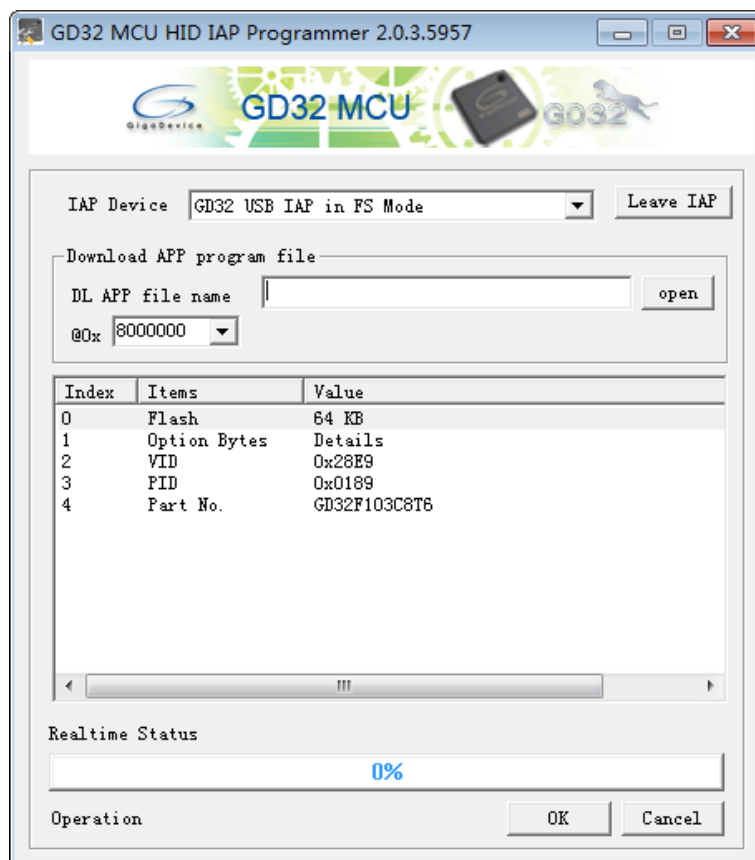 GD32 MCU HID IAP Programmer 2.0.3.5957
GigaDevice
GD32 MCU
GD32
IAP Device GD32 USB IAP in FS Mode Leave IAP
Download APP program file
DL APP file name open
@0x 8000000
Index Items Value
0 Flash 64 KB
1 Option Bytes Details
2 VID 0x28E9
3 PID 0x0189
4 Part No. GD32F103C8T6
Realtime Status
0%
Operation OK Cancel